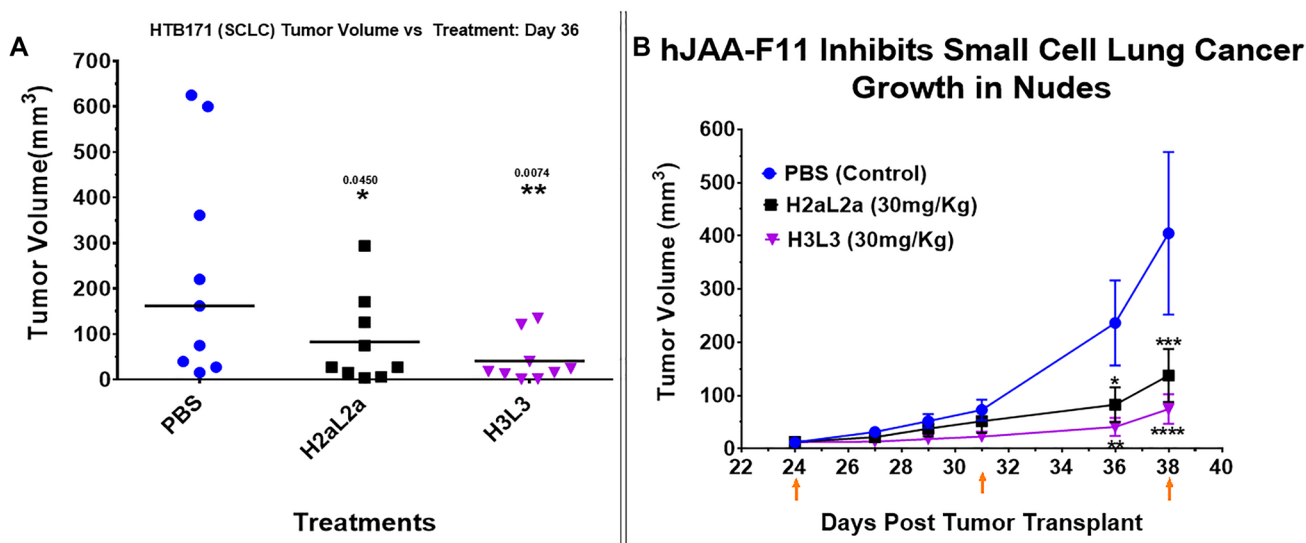 A
HTB171 (SCLC) Tumor Volume vs Treatment: Day 36
Tumor Volume(mm³)
700
600
500
400
300
200
100
0
0.0450
*
0.0074
**
PBS
H2aL2a
H3L3
Treatments
B
hJAA-F11 Inhibits Small Cell Lung Cancer
Growth in Nudes
Tumor Volume (mm³)
600
500
400
300
200
100
0
PBS (Control)
H2aL2a (30mg/Kg)
H3L3 (30mg/Kg)
*
**
***
****
22 24 26 28 30 32 34 36 38 40
Days Post Tumor Transplant